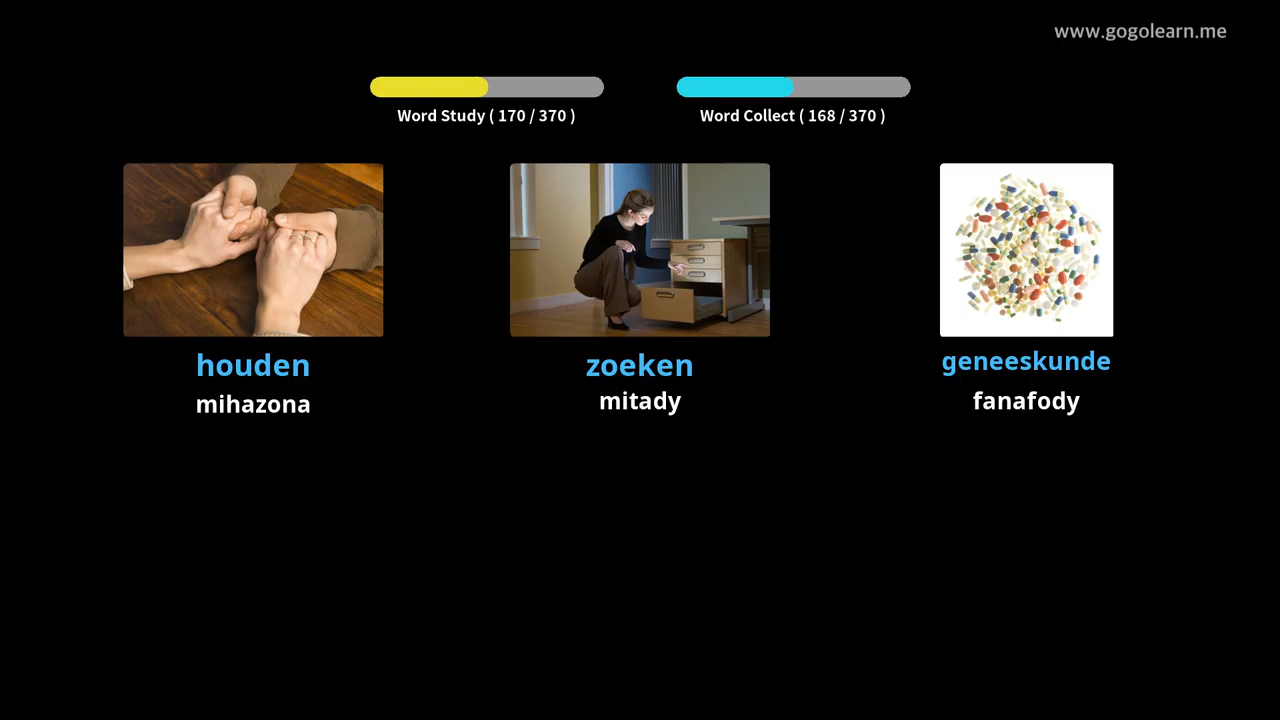 www.gogolearn.me
Word Study ( 170 / 370 )
Word Collect ( 168 / 370 )
houden
mihazona
zoeken
mitady
geneeskunde
fanafody